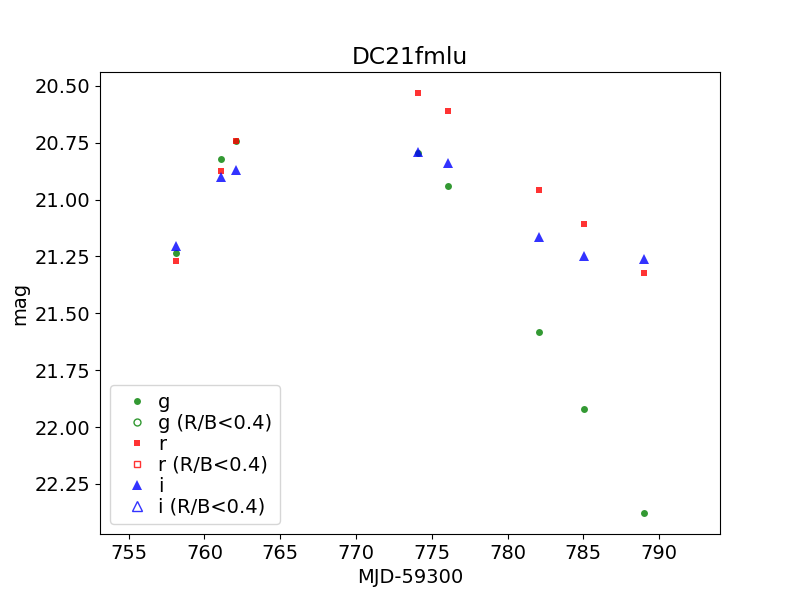 DC21fmlu
20.50
20.75
21.00
21.25
21.50
21.75
22.00
22.25
mag
g
g (R/B<0.4)
r
r (R/B<0.4)
i
i (R/B<0.4)
755 760 765 770 775 780 785 790
MJD-59300